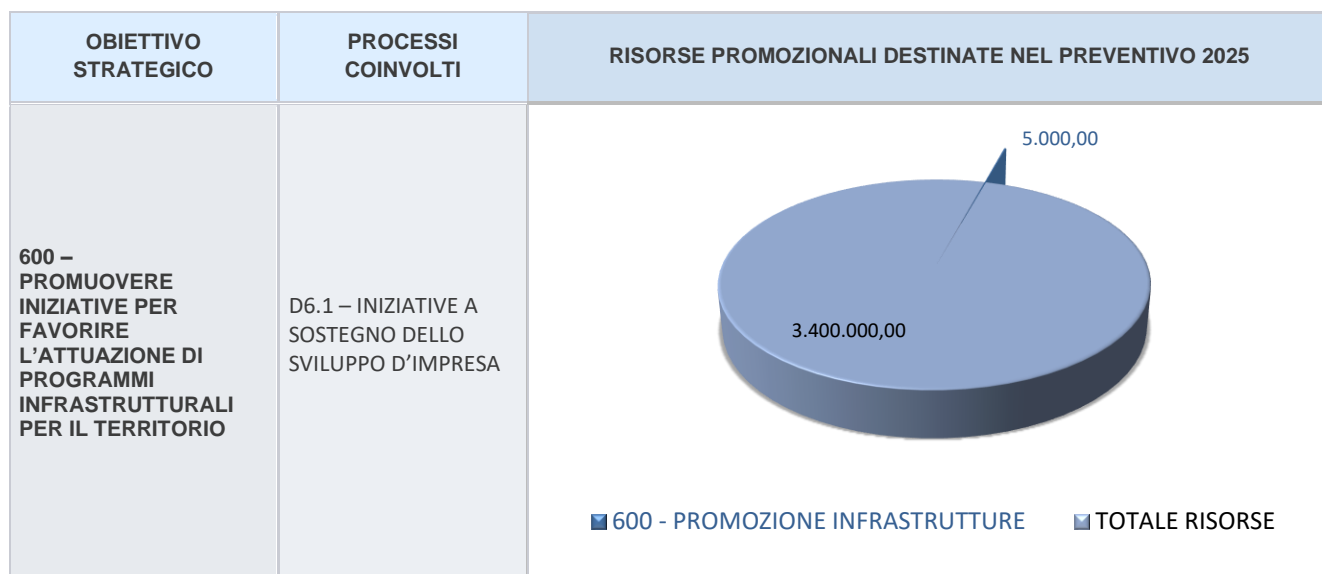 OBIETTIVO
STRATEGICO
PROCESSI
COINVOLTI
RISORSE PROMOZIONALI DESTINATE NEL PREVENTIVO 2025
600 –
PROMUOVERE
INIZIATIVE PER
FAVORIRE
L’ATTUAZIONE DI
PROGRAMMI
INFRASTRUTTURALI
PER IL TERRITORIO
D6.1 – INIZIATIVE A
SOSTEGNO DELLO
SVILUPPO D’IMPRESA
5.000,00
3.400.000,00
600 - PROMOZIONE INFRASTRUTTURE
TOTALE RISORSE